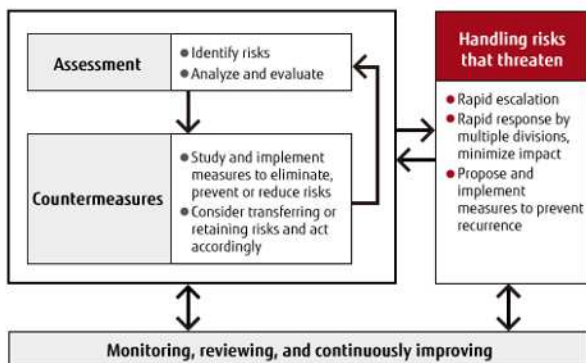 Assessment
● Identify risks
● Analyze and evaluate
Countermeasures
● Study and implement
measures to eliminate,
prevent or reduce risks
● Consider transferring or
retaining risks and act
accordingly
Handling risks
that threaten
● Rapid escalation
● Rapid response by
multiple divisions,
minimize impact
● Propose and
implement
measures to prevent
recurrence
Monitoring, reviewing, and continuously improving